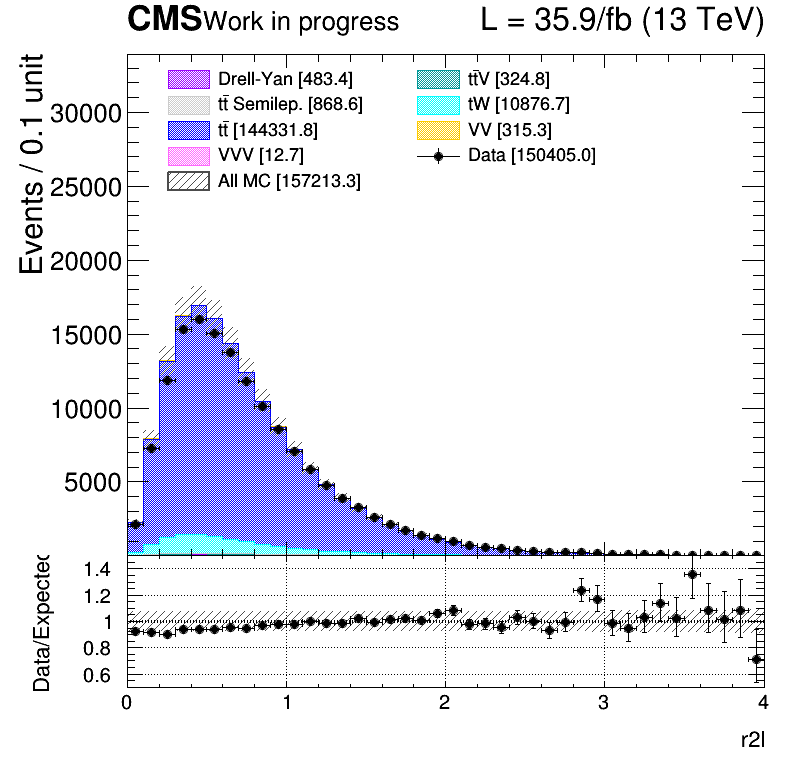 CMS Work in progress L = 35.9/fb (13 TeV)
Events / 0.1 unit
Drell-Yan [483.4] tt̄V [324.8]
tt̄ Semilep. [868.6] tW [10876.7]
tt̄ [144331.8] VV [315.3]
VVV [12.7] Data [150405.0]
All MC [157213.3]
30000
25000
20000
15000
10000
5000
Data/Expected
1.4
1.2
1
0.8
0.6
0 1 2 3 4
r2l